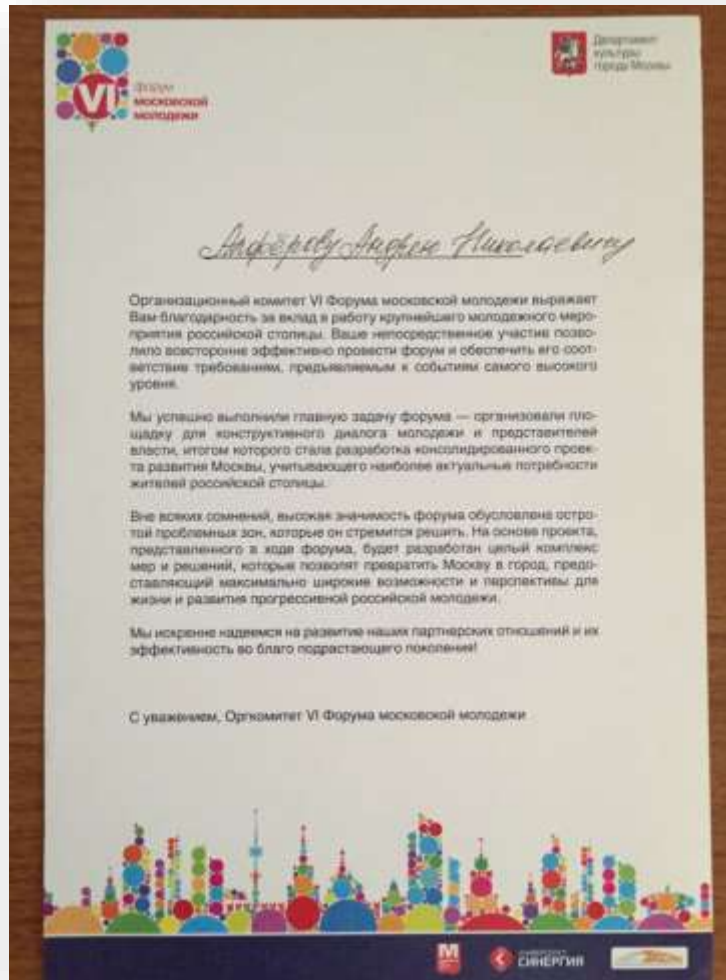 VI
форум
московской
молодежи
Департамент
культуры
города Москвы
Алфёрову Андрею Николаевичу
Организационный комитет VI Форума московской молодежи выражает
Вам благодарность за вклад в работу крупнейшего молодежного меро-
приятия российской столицы. Ваше непосредственное участие позво-
лило всесторонне эффективно провести форум и обеспечить его соот-
ветствие требованиям, предъявляемым к событиям самого высокого
уровня.
Мы успешно выполнили главную задачу форума — организовали пло-
щадку для конструктивного диалога молодежи и представителей
власти, итогом которого стала разработка консолидированного проек-
та развития Москвы, учитывающего наиболее актуальные потребности
жителей российской столицы.
Вне всяких сомнений, высокая значимость форума обусловлена остро-
той проблемных зон, которые он стремится решить. На основе проекта,
представленного в ходе форума, будет разработан целый комплекс
мер и решений, которые позволят превратить Москву в город, предо-
ставляющий максимально широкие возможности и перспективы для
жизни и развития прогрессивной российской молодежи.
Мы искренне надеемся на развитие наших партнерских отношений и их
эффективность во благо подрастающего поколения!
С уважением, Оргкомитет VI Форума московской молодежи
М
УНИВЕРСИТЕТ
СИНЕРГИЯ